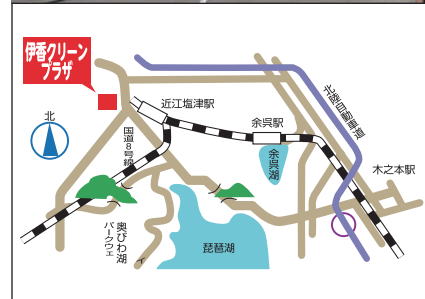 伊香クリーン
プラザ
北
近江塩津駅
余呉駅
北陸自動車道
国道8号線
余呉湖
木之本駅
奥びわ湖
パークウェイ
琵琶湖